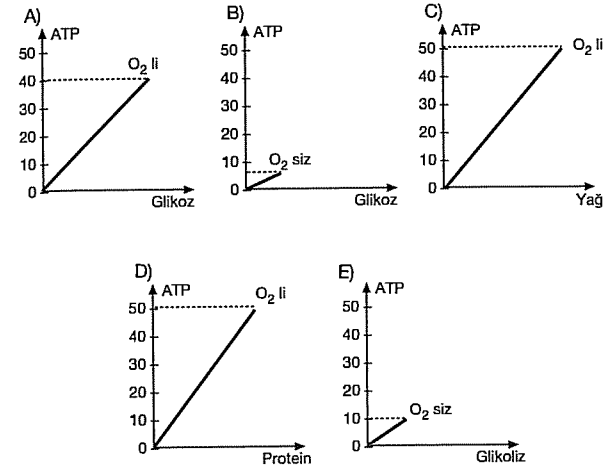 A)
ATP
50
40
30
20
10
0
O₂ li
Glikoz
B)
ATP
50
40
30
20
10
0
O₂ siz
Glikoz
C)
ATP
50
40
30
20
10
0
O₂ li
Yağ
D)
ATP
50
40
30
20
10
0
O₂ li
Protein
E)
ATP
50
40
30
20
10
0
O₂ siz
Glikoliz